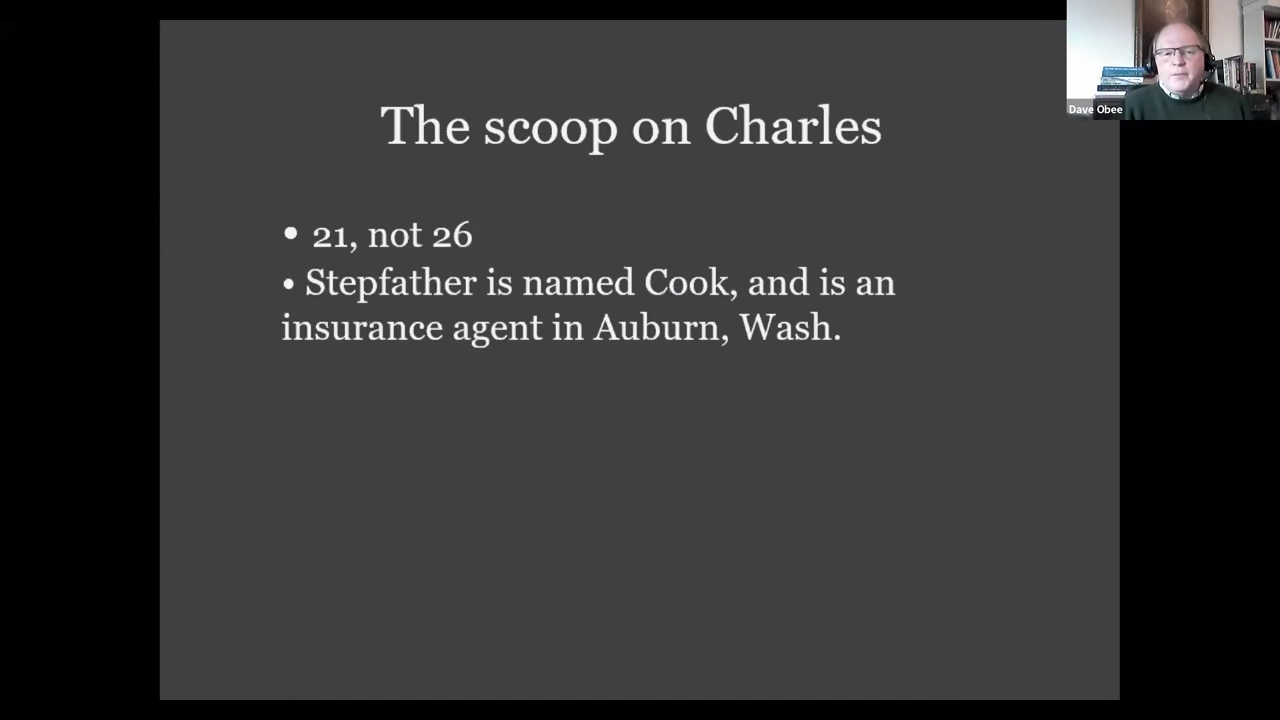 The scoop on Charles
• 21, not 26
• Stepfather is named Cook, and is an
insurance agent in Auburn, Wash.
Dave Obee